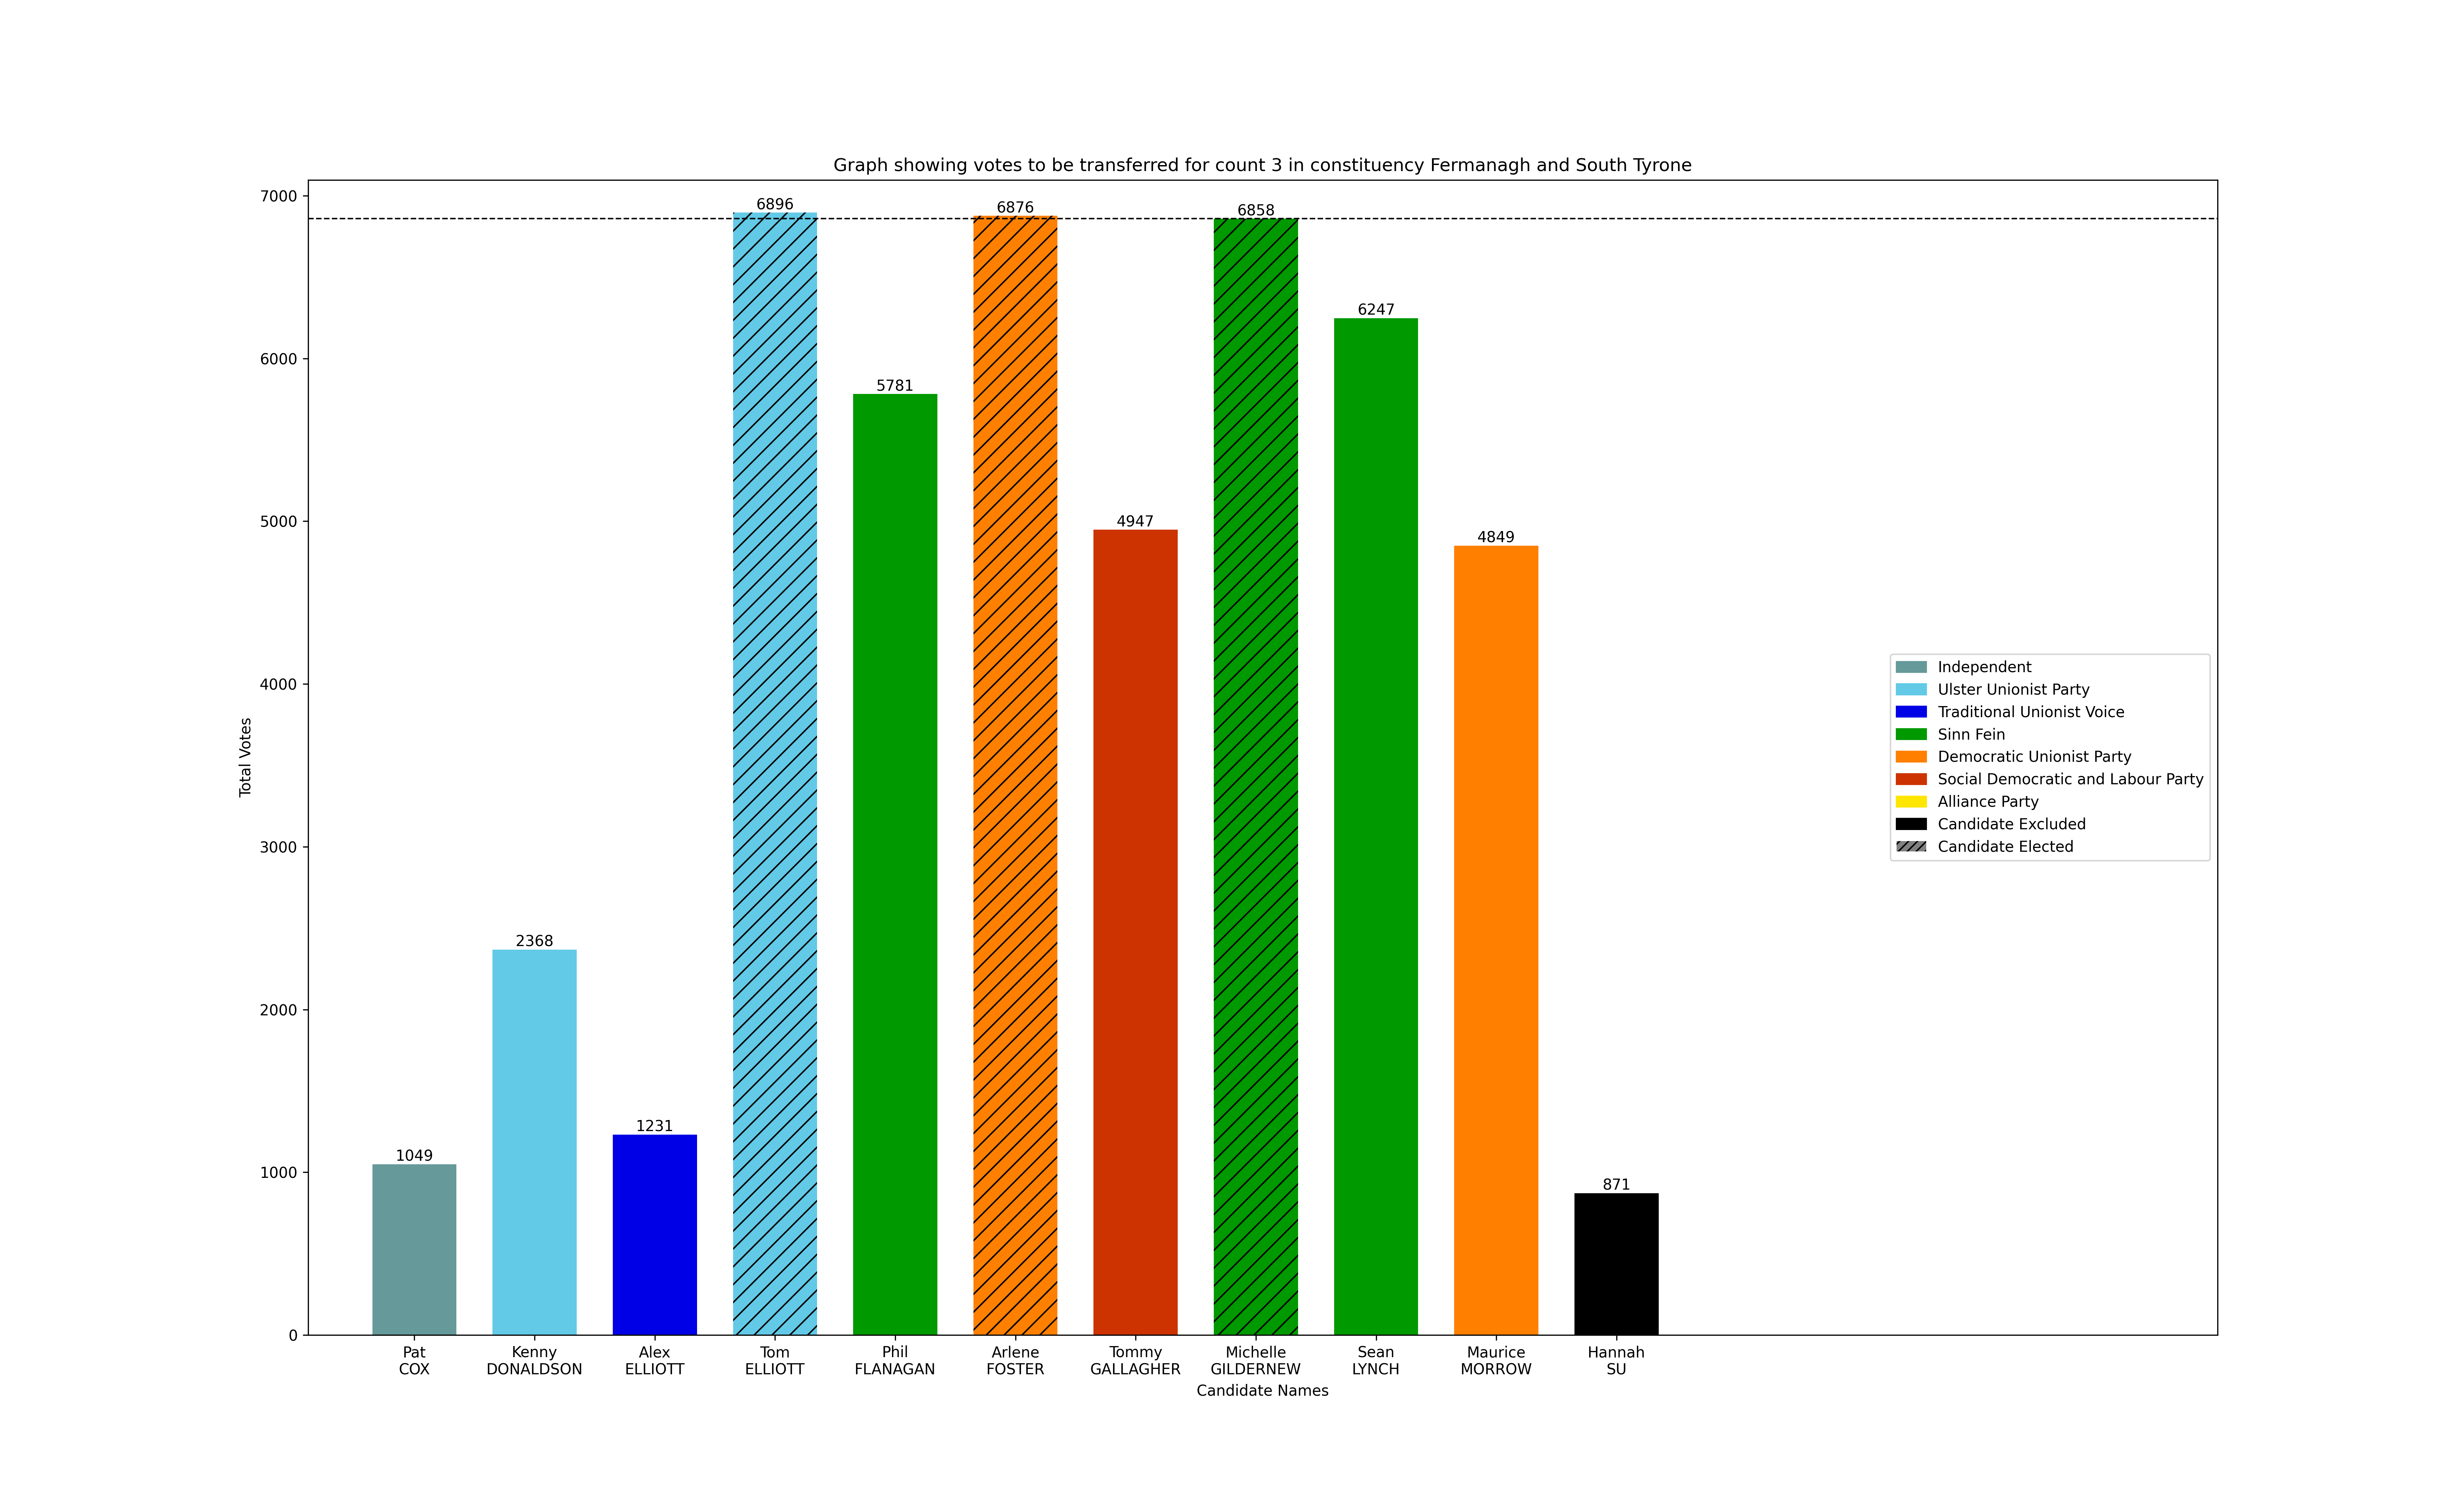 Graph showing votes to be transferred for count 3 in constituency Fermanagh and South Tyrone
Total Votes
7000
6000
5000
4000
3000
2000
1000
0
1049
2368
1231
6896
5781
6876
4947
6858
6247
4849
871
Independent
Ulster Unionist Party
Traditional Unionist Voice
Sinn Fein
Democratic Unionist Party
Social Democratic and Labour Party
Alliance Party
Candidate Excluded
Candidate Elected
Pat
COX
Kenny
DONALDSON
Alex
ELLIOTT
Tom
ELLIOTT
Phil
FLANAGAN
Arlene
FOSTER
Tommy
GALLAGHER
Michelle
GILDERNEW
Sean
LYNCH
Maurice
MORROW
Hannah
SU
Candidate Names